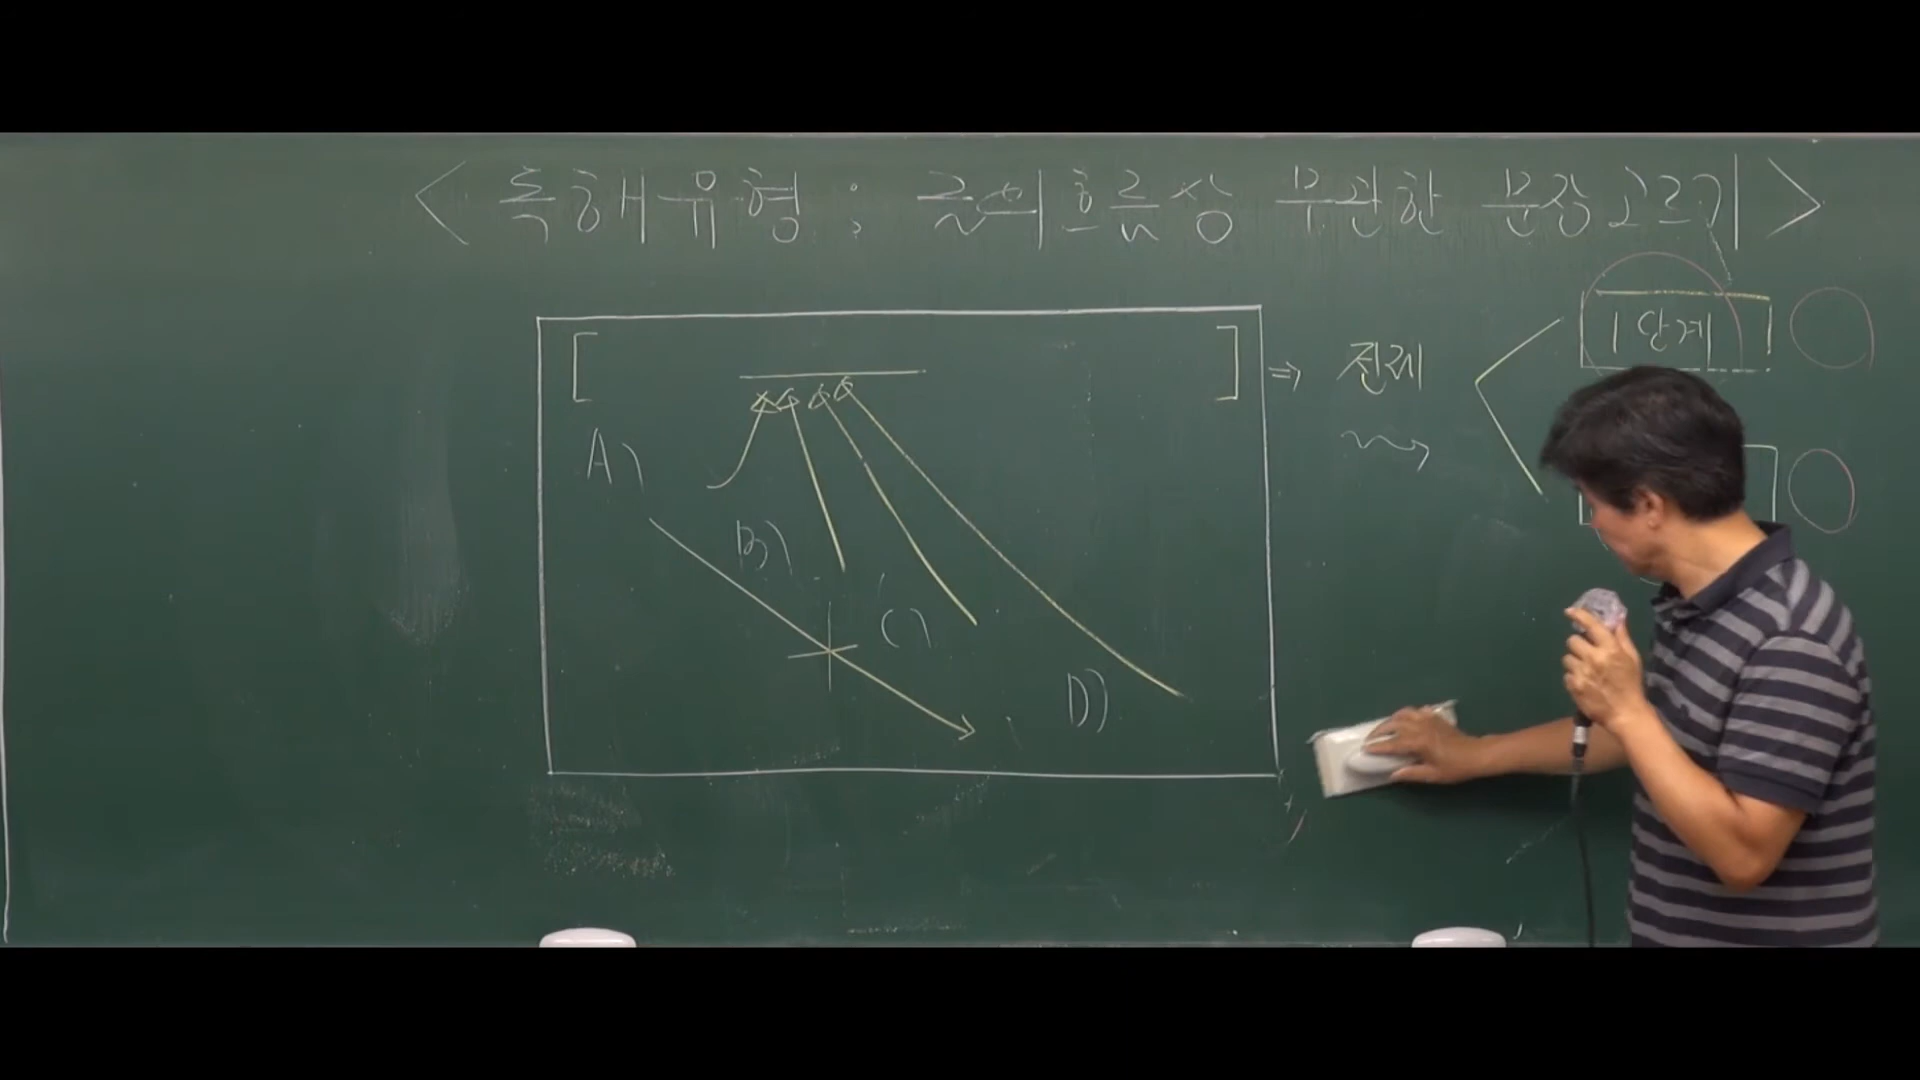 < 독해유형 : 글의 흐름상 무관한 문장 고르기 >
1단계
[ ] ⇒ 전제
A)
B)
C)
D)